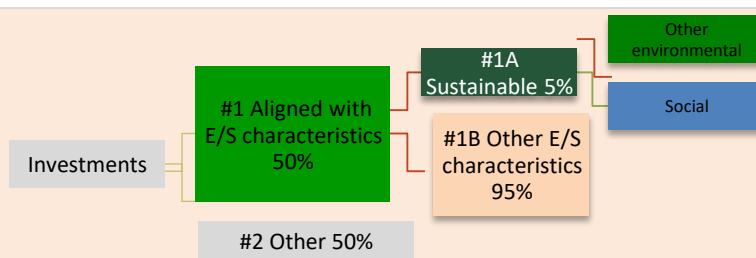 Investments
#1 Aligned with
E/S characteristics
50%
#2 Other 50%
#1A
Sustainable 5%
#1B Other E/S
characteristics
95%
Other
environmental
Social